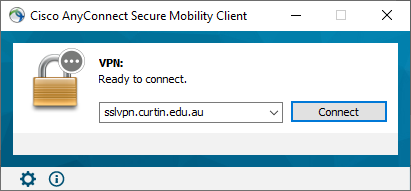 Cisco AnyConnect Secure Mobility Client
VPN:
Ready to connect.
sslvpn.curtin.edu.au
Connect